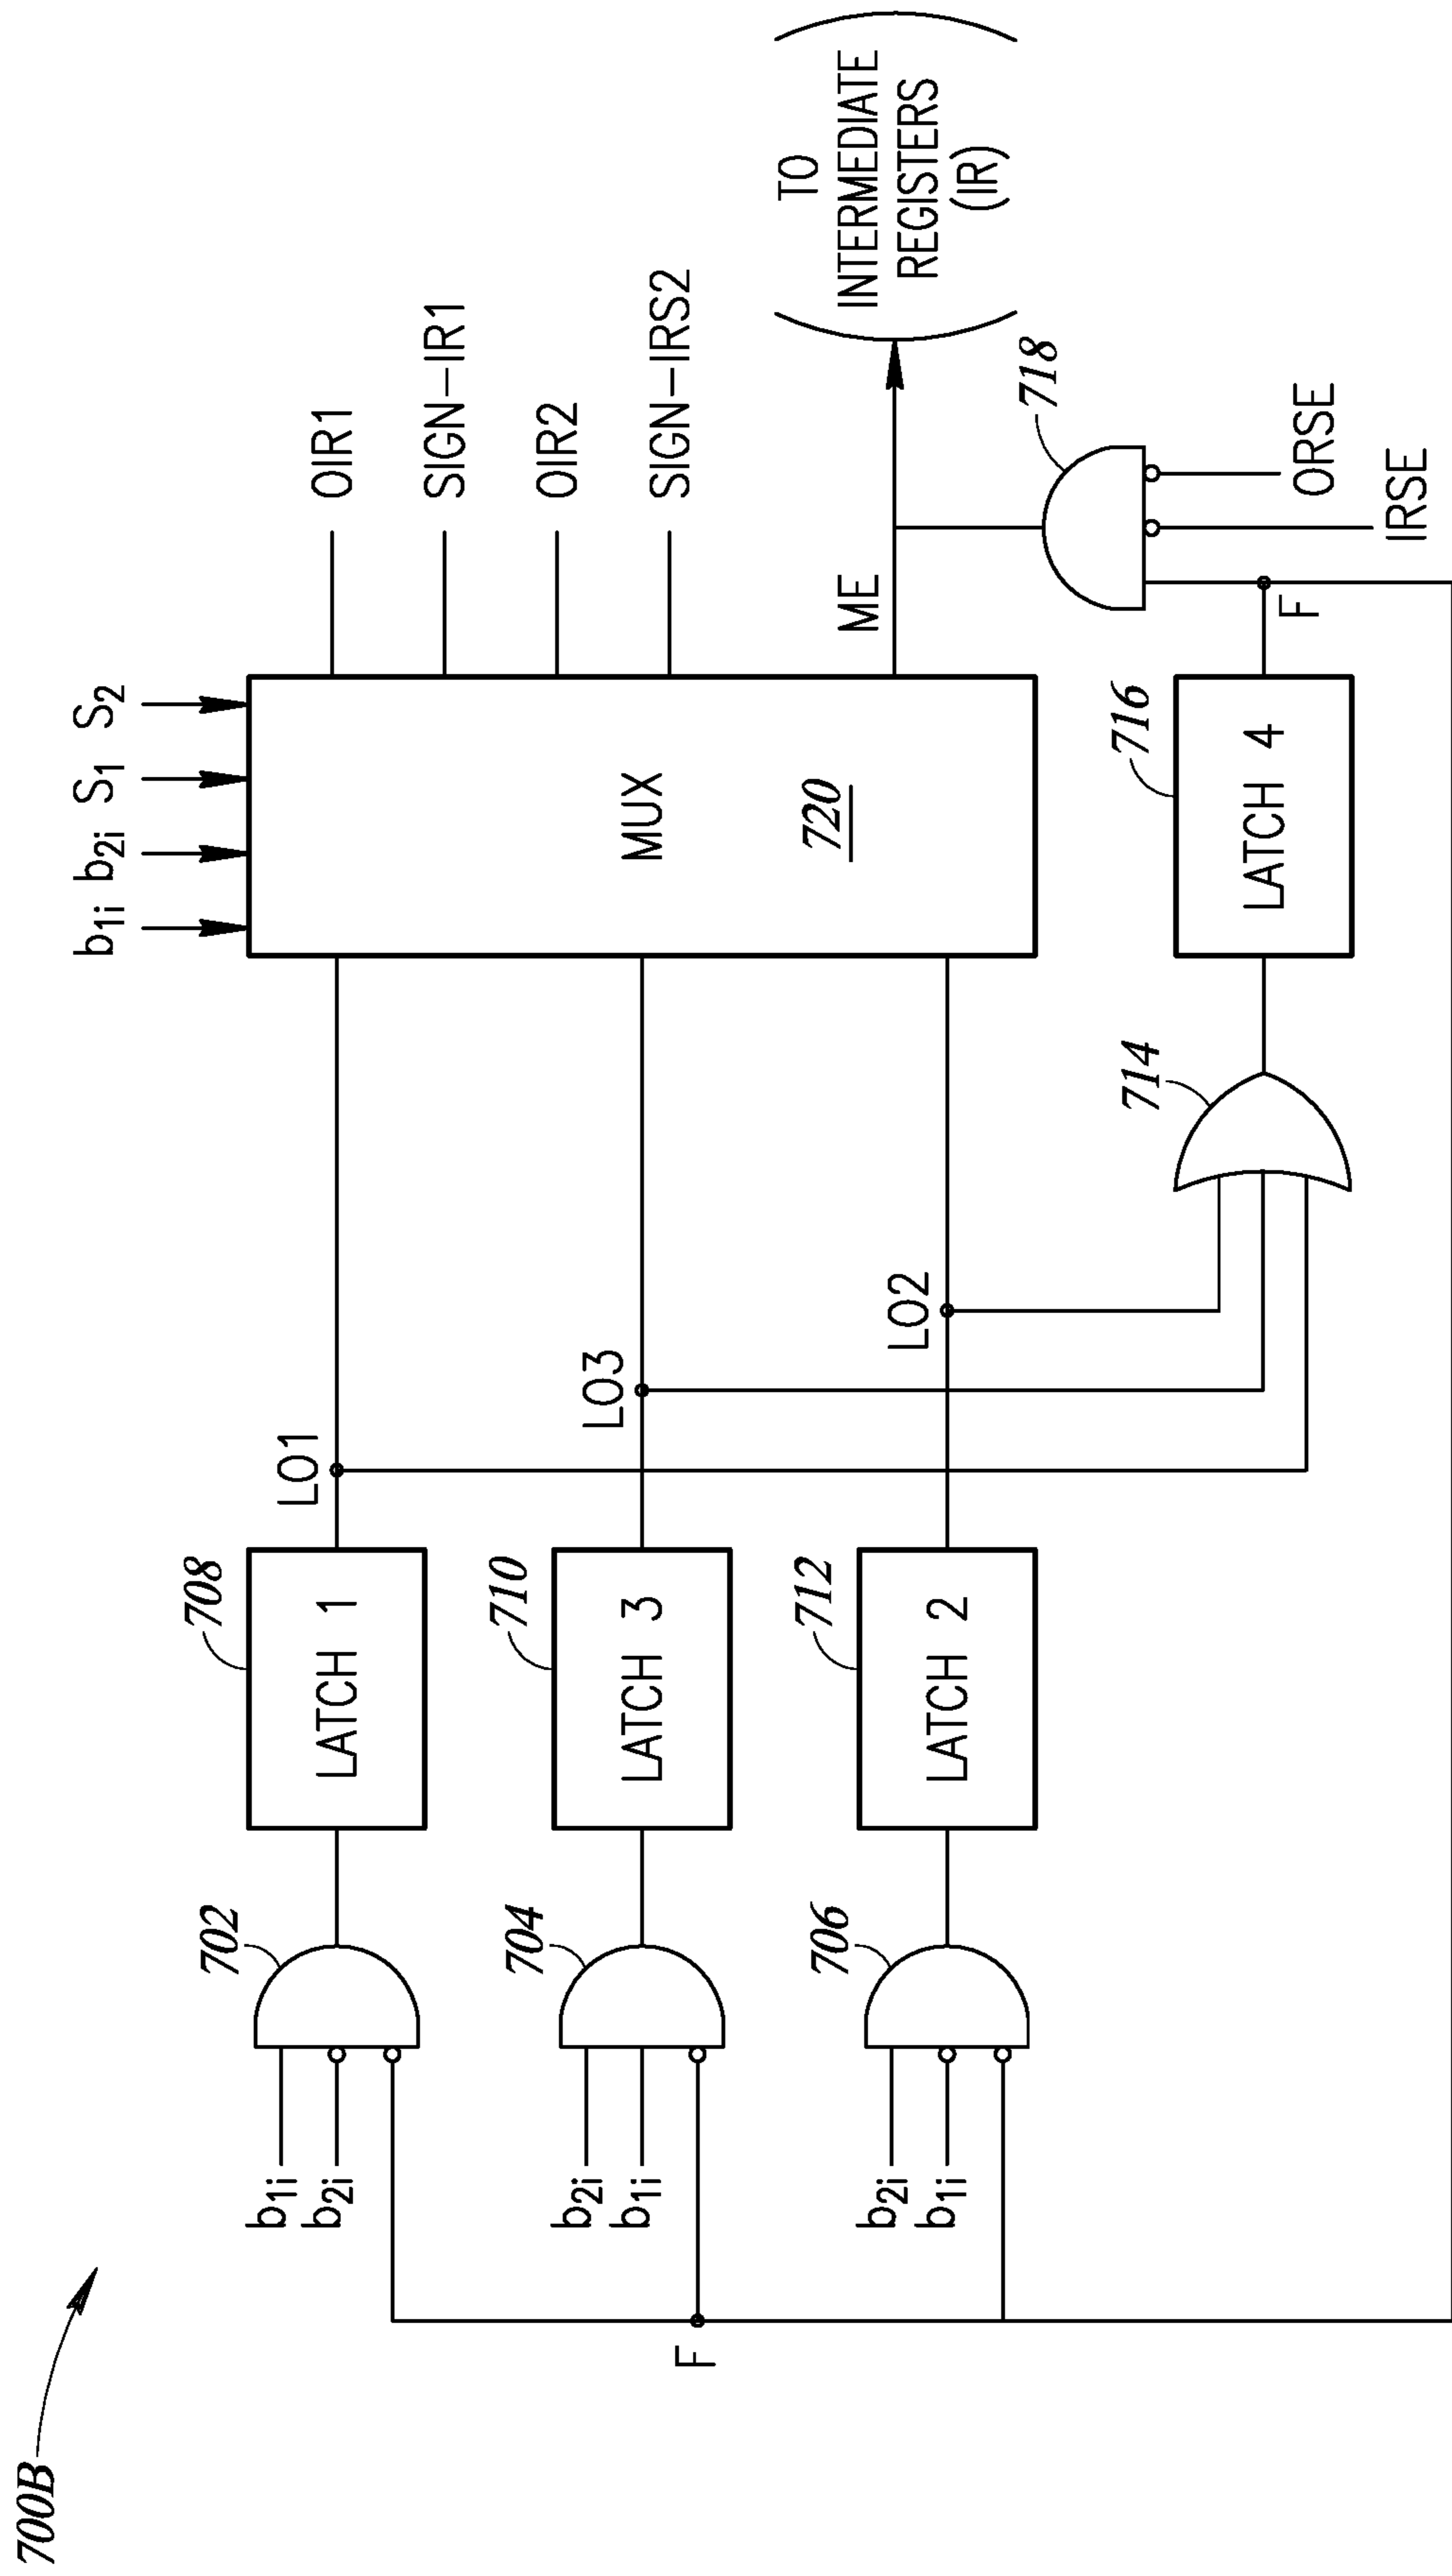 700B
b1i
b2i
S1
S2
702
b1i
b2i
708
LATCH 1
LO1
OIR1
SIGN-IR1
704
b2i
b1i
710
LATCH 3
LO3
MUX
720
OIR2
SIGN-IRS2
706
b2i
b1i
712
LATCH 2
LO2
ME
TO
INTERMEDIATE
REGISTERS
(IR)
F
714
716
LATCH 4
F
718
ORSE
IRSE